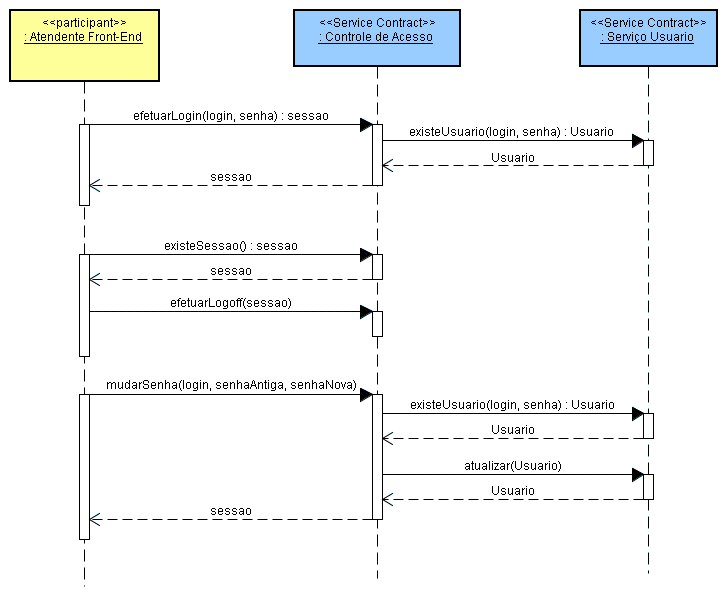 <<participant>>
: Atendente Front-End
<<Service Contract>>
: Controle de Acesso
<<Service Contract>>
: Serviço Usuario
efetuarLogin(login, senha) : sessao
existeUsuario(login, senha) : Usuario
Usuario
sessao
existeSessao() : sessao
sessao
efetuarLogoff(sessao)
mudarSenha(login, senhaAntiga, senhaNova)
existeUsuario(login, senha) : Usuario
Usuario
atualizar(Usuario)
Usuario
sessao